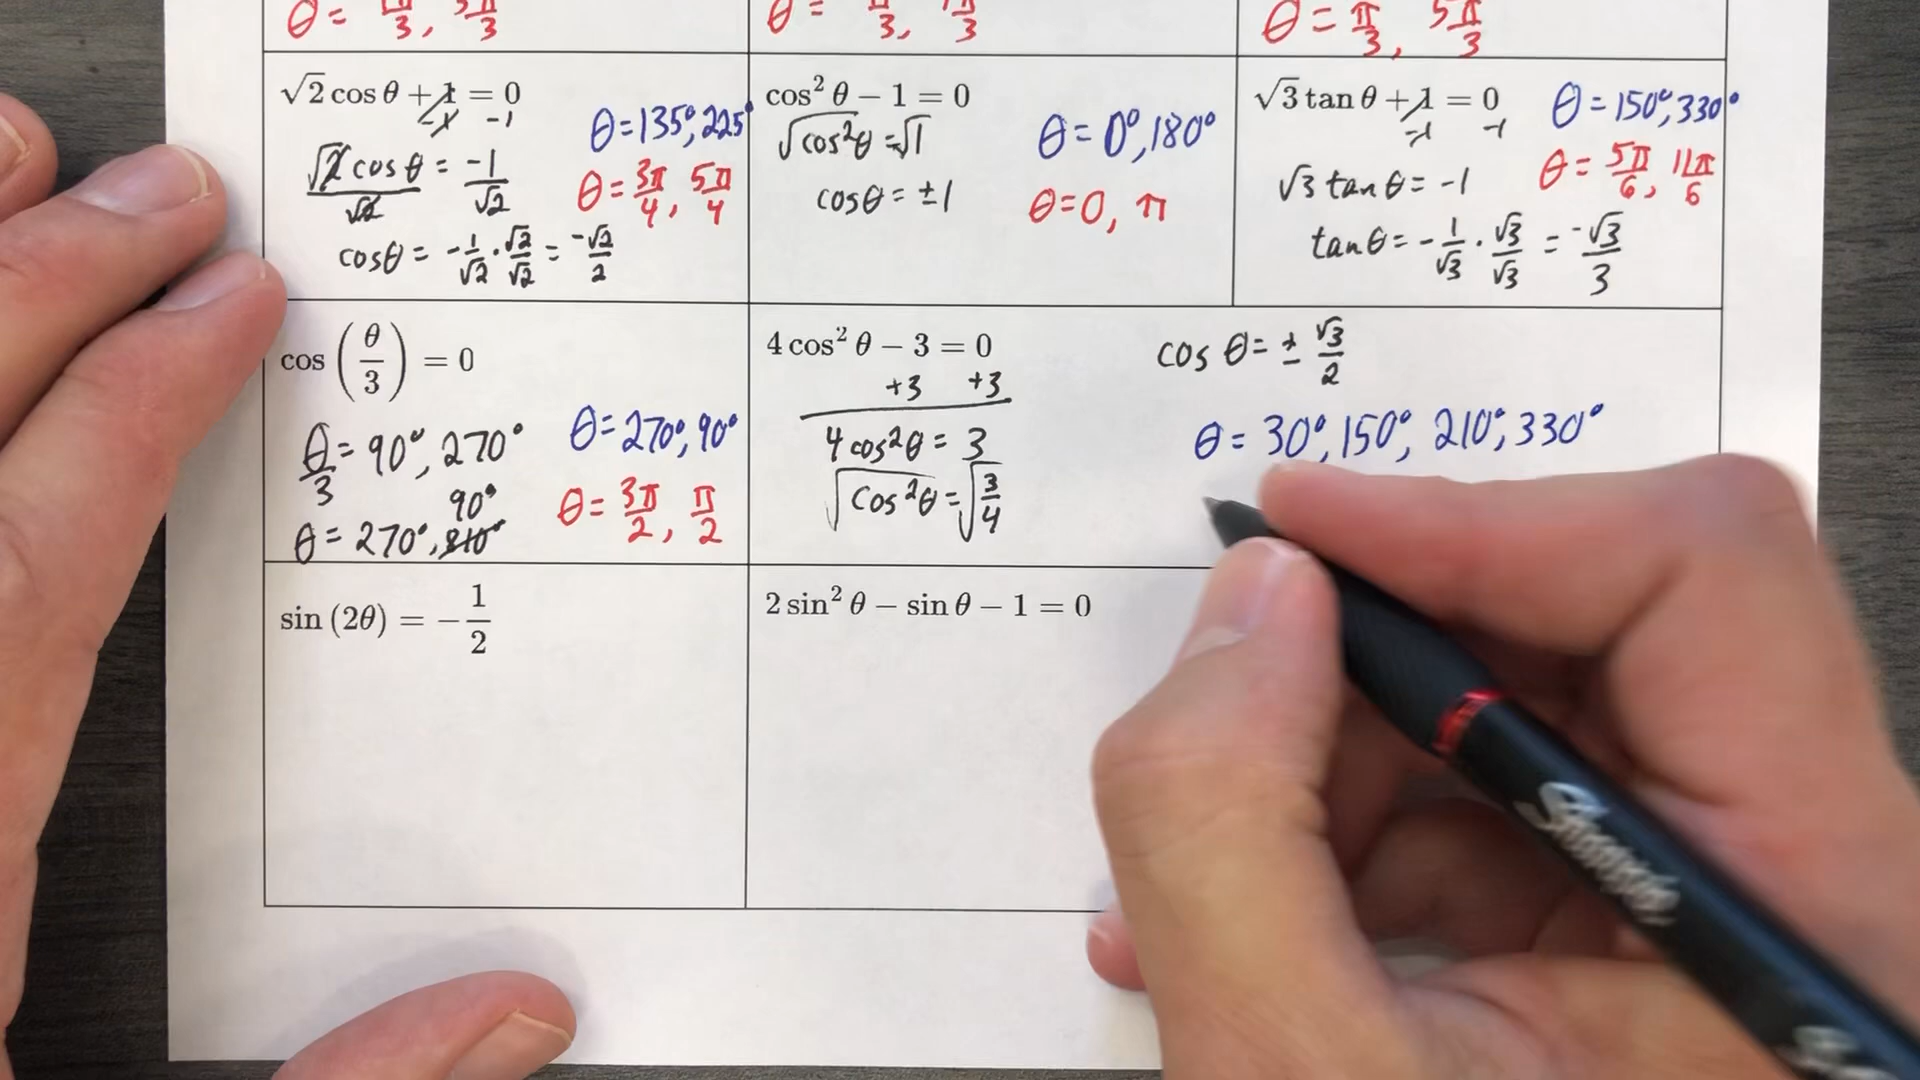 θ = π/3, 5π/3
θ = π/3, π/3
θ = π/3, 5π/3
√2 cos θ + 1 = 0
-1 -1
√2 cos θ = -1
√2 √2
cos θ = - 1/√2 · √2/√2 = -√2/2
θ = 135°, 225°
θ = 3π/4, 5π/4
cos² θ − 1 = 0
√cos²θ = √1
cos θ = ± 1
θ = 0°, 180°
θ = 0, π
√3 tan θ + 1 = 0
-1 -1
√3 tan θ = -1
tan θ = - 1/√3 · √3/√3 = -√3/3
θ = 150°, 330°
θ = 5π/6, 11π/6
cos (θ/3) = 0
θ/3 = 90°, 270°
90°
θ = 270°, 810°
θ = 270°, 90°
θ = 3π/2, π/2
4 cos² θ − 3 = 0
+3 +3
4 cos²θ = 3
√cos²θ = √3/4
cos θ = ± √3/2
θ = 30°, 150°, 210°, 330°
sin (2θ) = − 1/2
2 sin² θ − sin θ − 1 = 0